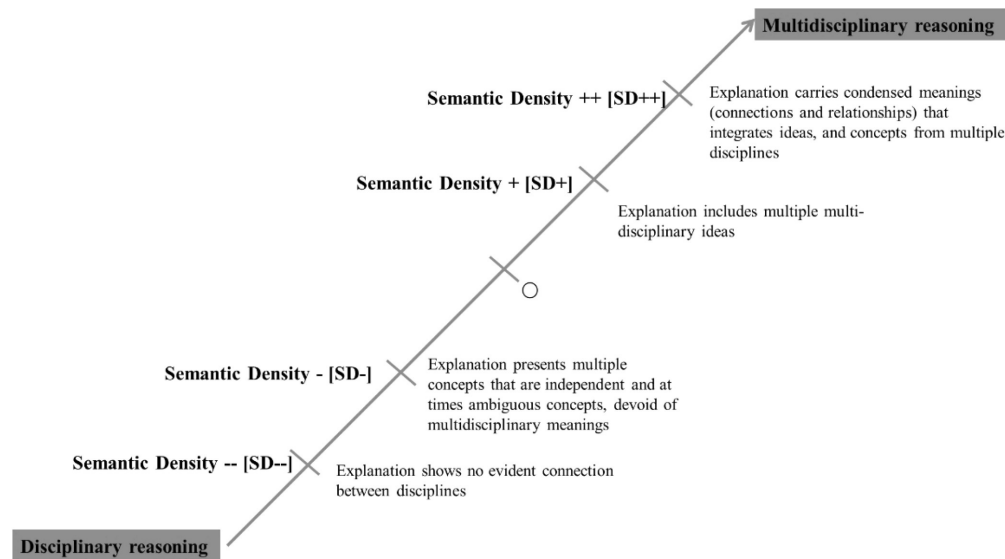 Multidisciplinary reasoning
Semantic Density ++ [SD++]
Explanation carries condensed meanings
(connections and relationships) that
integrates ideas, and concepts from multiple
disciplines
Semantic Density + [SD+]
Explanation includes multiple multi-
disciplinary ideas
Semantic Density - [SD-]
Explanation presents multiple
concepts that are independent and at
times ambiguous concepts, devoid of
multidisciplinary meanings
Semantic Density -- [SD--]
Explanation shows no evident connection
between disciplines
Disciplinary reasoning